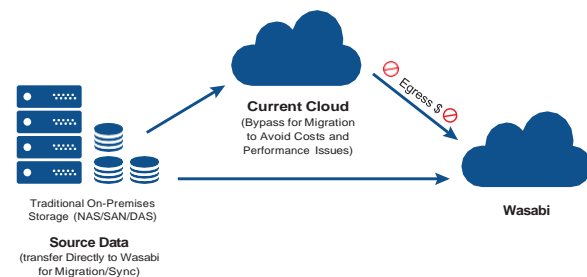 Egress $
Current Cloud
(Bypass for Migration
to Avoid Costs and
Performance Issues)
Traditional On-Premises
Storage (NAS/SAN/DAS)
Wasabi
Source Data
(transfer Directly to Wasabi
for Migration/Sync)